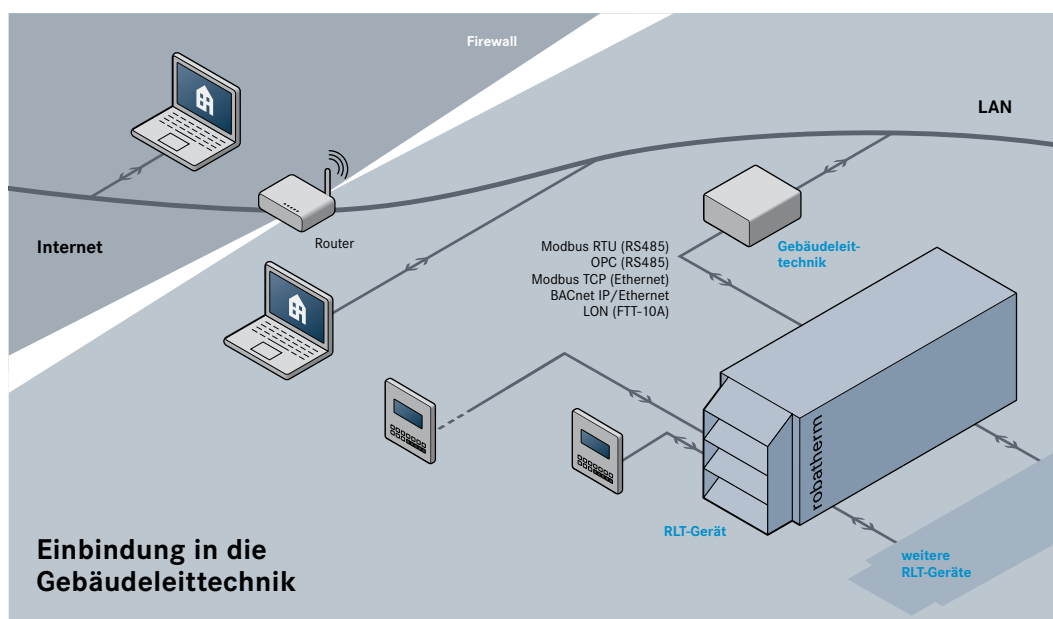 Firewall
LAN
Internet
Router
Modbus RTU (RS485)
OPC (RS485)
Modbus TCP (Ethernet)
BACnet IP/Ethernet
LON (FTT-10A)
Gebäudeleit-
technik
robatherm
RLT-Gerät
weitere
RLT-Geräte
Einbindung in die
Gebäudeleittechnik